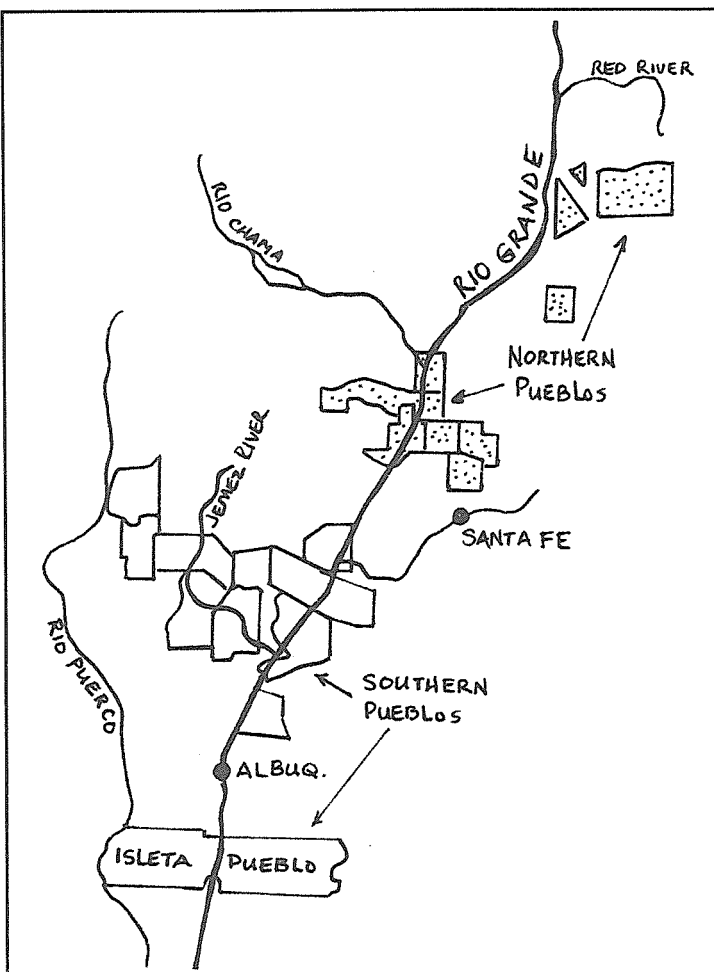 RED RIVER
RIO GRANDE
RIO CHAMA
NORTHERN
PUEBLOS
JEMEZ RIVER
SANTA FE
RIO PUERCO
SOUTHERN
PUEBLOS
ALBUQ.
ISLETA PUEBLO